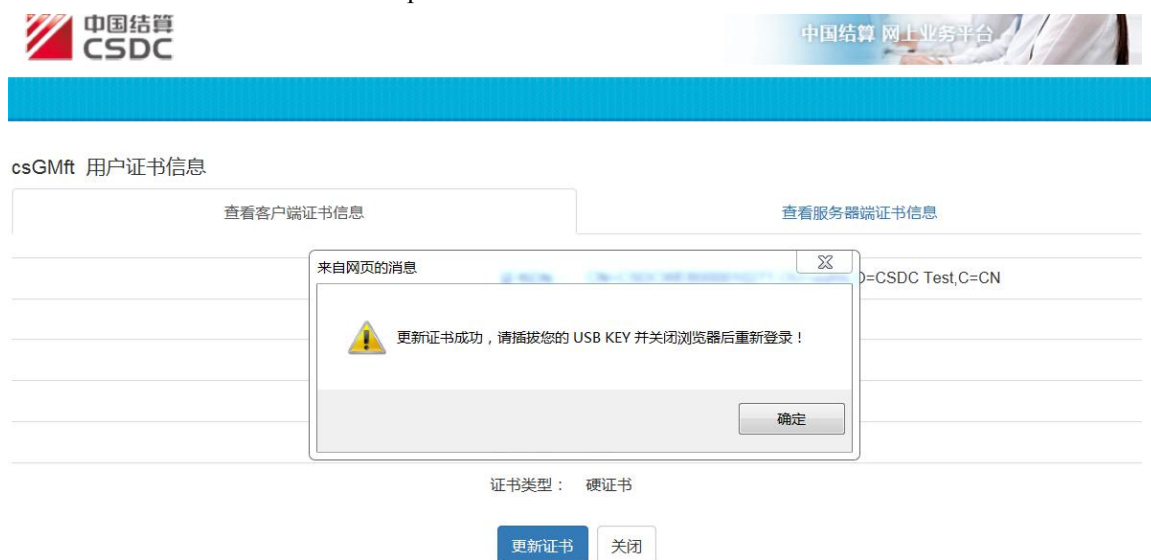 中国结算
CSDC
中国结算 网上业务平台
csGMft 用户证书信息
查看客户端证书信息
查看服务器端证书信息
来自网页的消息
O=CSDC Test,C=CN
更新证书成功，请插拔您的 USB KEY 并关闭浏览器后重新登录！
确定
证书类型： 硬证书
更新证书
关闭